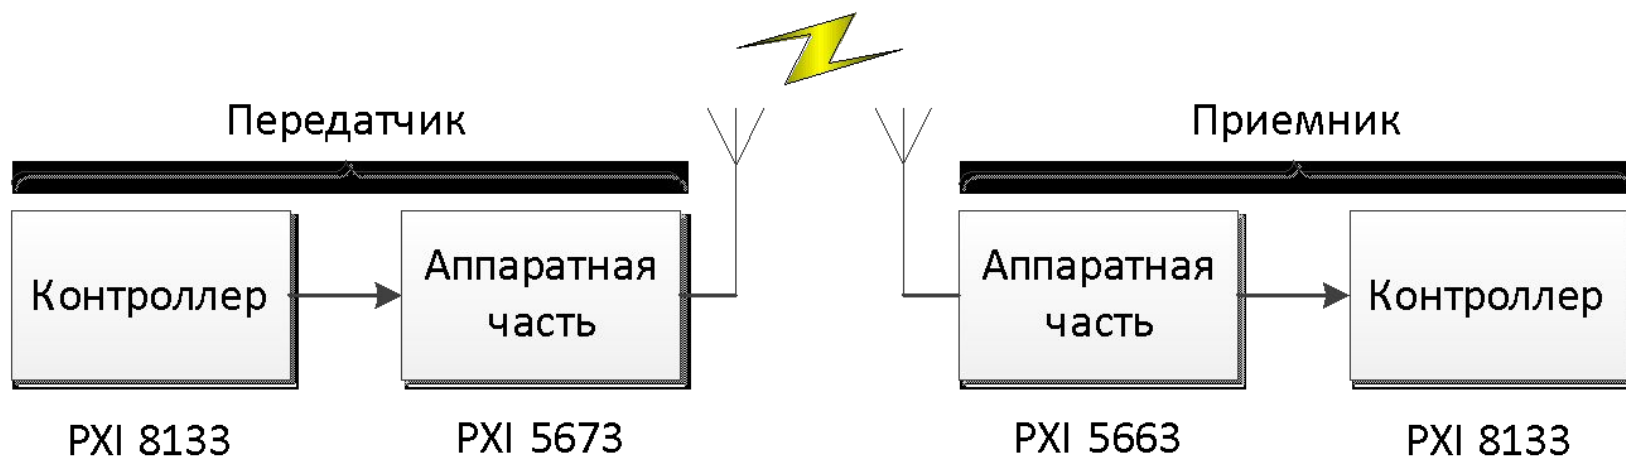 Передатчик
Приемник
Контроллер
Аппаратная
часть
Аппаратная
часть
Контроллер
PXI 8133
PXI 5673
PXI 5663
PXI 8133